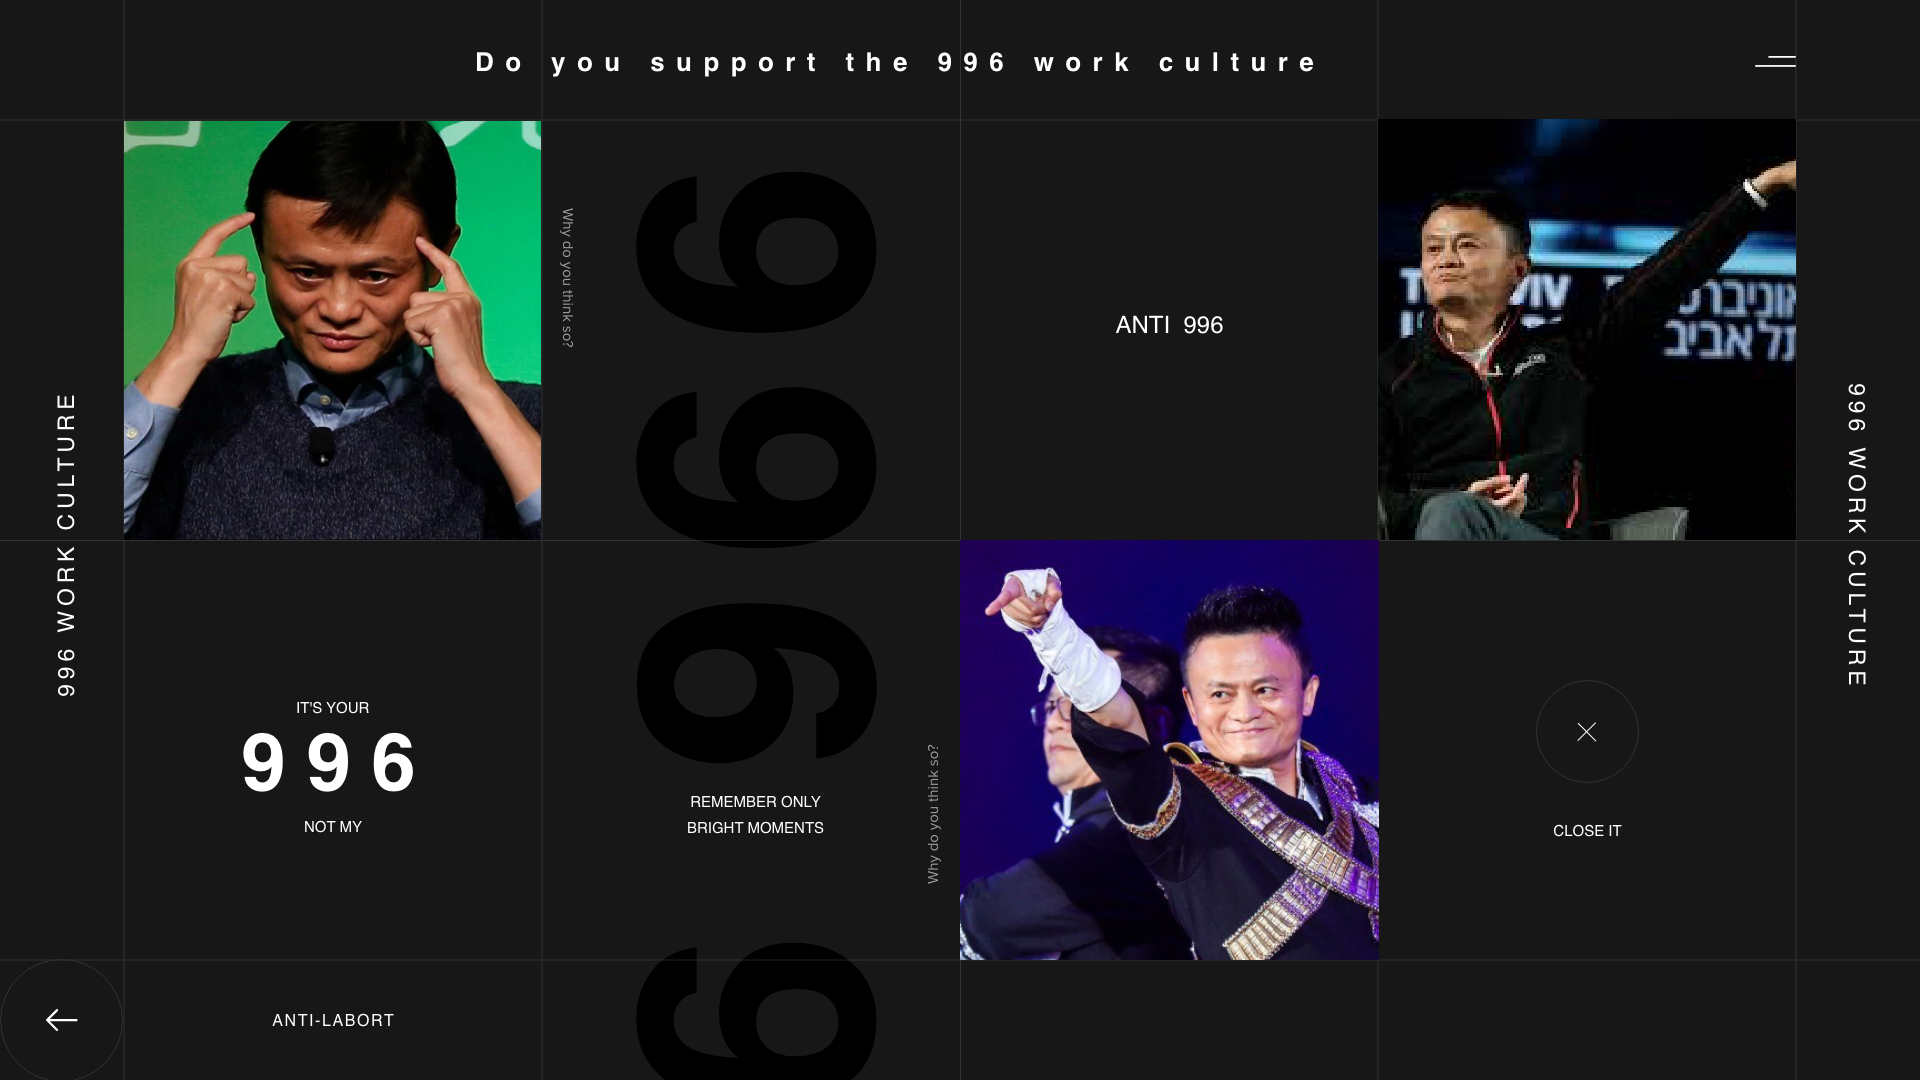 Do you support the 996 work culture
996 WORK CULTURE
Why do you think so?
996
ANTI 996
אביב
996 WORK CULTURE
IT'S YOUR
996
NOT MY
REMEMBER ONLY
BRIGHT MOMENTS
Why do you think so?
CLOSE IT
ANTI-LABORT
9